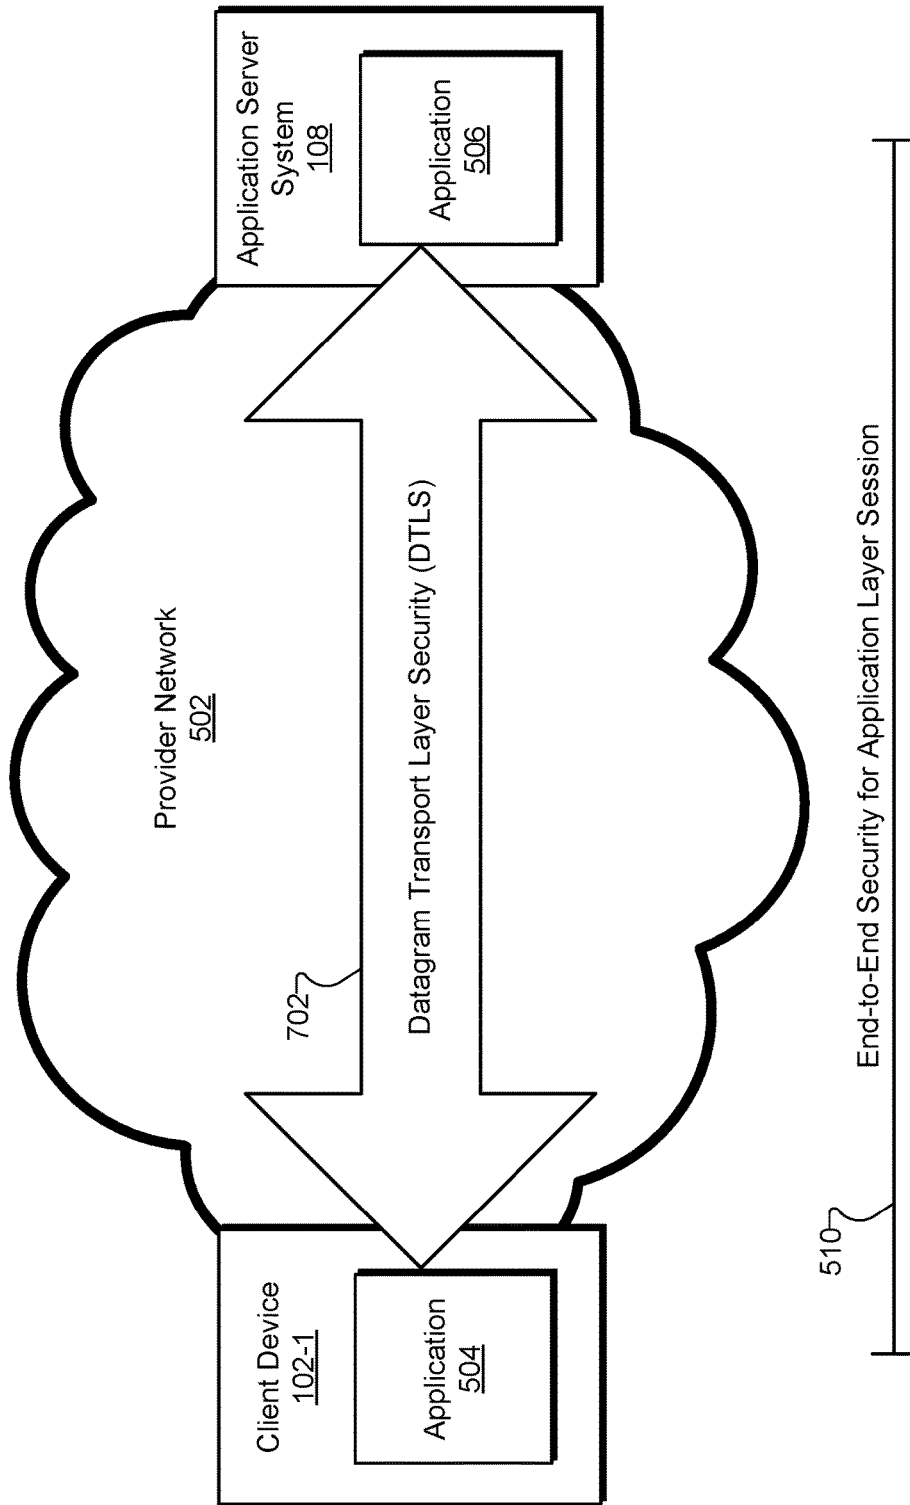 Provider Network
502
Client Device
102-1
Application
504
702
Datagram Transport Layer Security (DTLS)
Application Server
System
108
Application
506
510
End-to-End Security for Application Layer Session